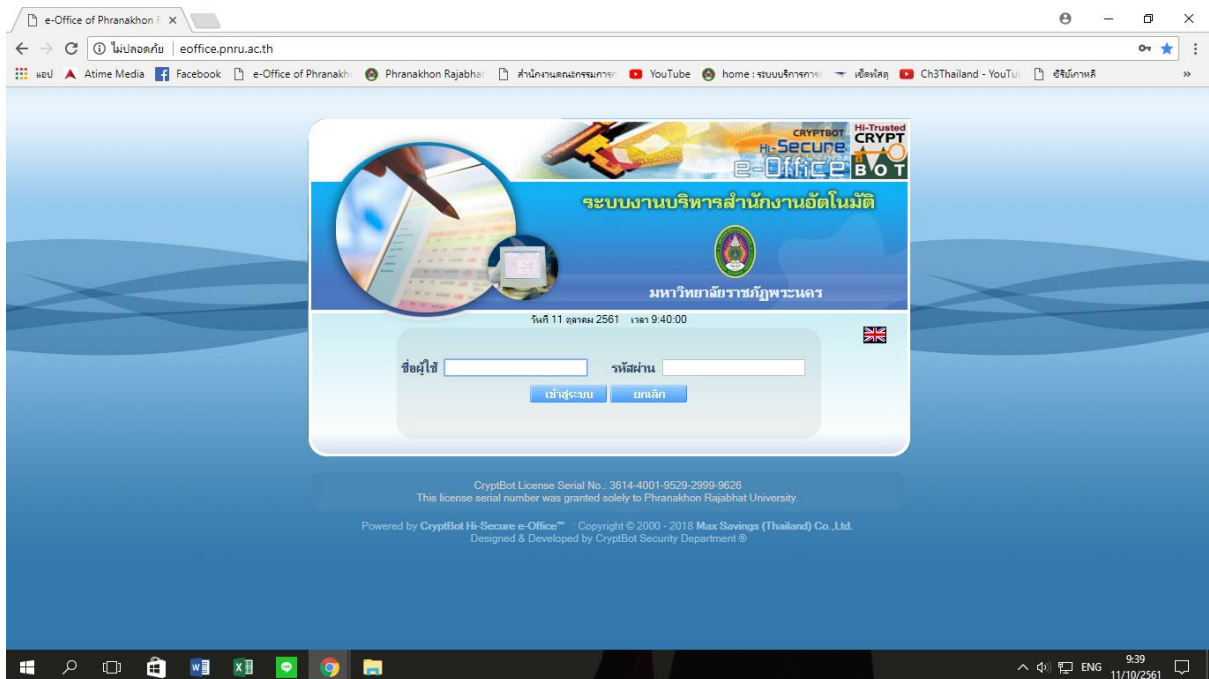 e-Office of Phranakhon R
ไม่ปลอดภัย | eoffice.pnru.ac.th
แอป Atime Media Facebook e-Office of Phranakho Phranakhon Rajabhat สำนักงานคณะกรรมการก YouTube home : ระบบบริการสาร เช็คพัสดุ Ch3Thailand - YouTu ซีรีย์เกาหลี »
CRYPTBOT
Hi-Secure
e-Office
Hi-Trusted
CRYPT
BOT
ระบบงานบริหารสำนักงานอัตโนมัติ
มหาวิทยาลัยราชภัฏพระนคร
วันที่ 11 ตุลาคม 2561 เวลา 9:40:00
ชื่อผู้ใช้ รหัสผ่าน
เข้าสู่ระบบ ยกเลิก
CryptBot License Serial No.: 3614-4001-9529-2999-9626
This license serial number was granted solely to Phranakhon Rajabhat University.
Powered by CryptBot Hi-Secure e-Office™ : Copyright © 2000 - 2018 Max Savings (Thailand) Co.,Ltd.
Designed & Developed by CryptBot Security Department ®
ENG 9:39
11/10/2561